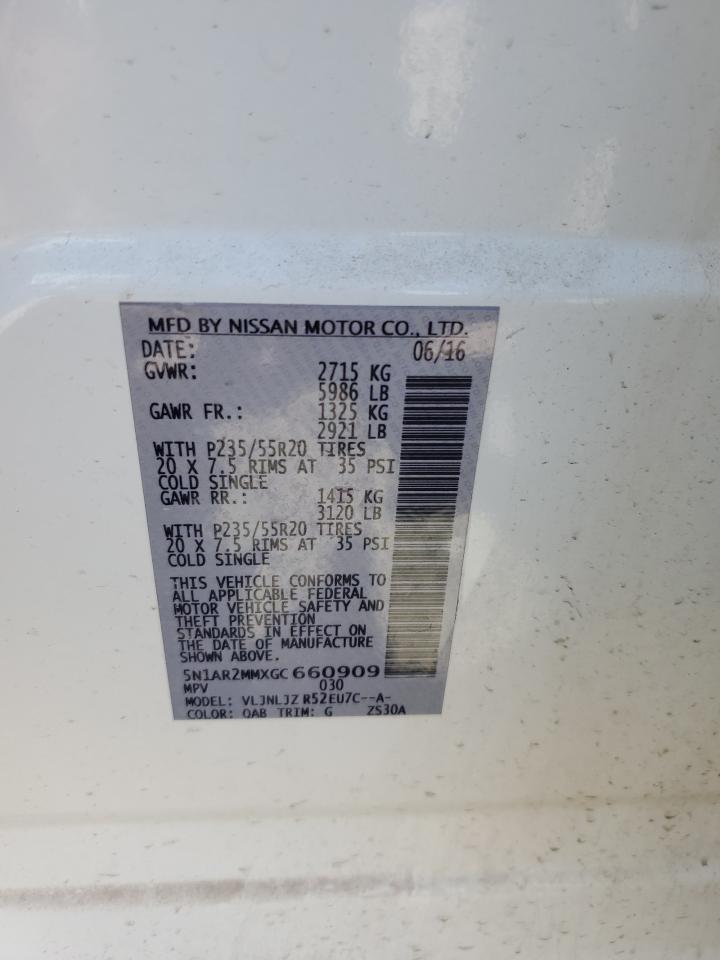 MFD BY NISSAN MOTOR CO., LTD.
DATE: 06/16
GVWR: 2715 KG
5986 LB
GAWR FR.: 1325 KG
2921 LB
WITH P235/55R20 TIRES
20 X 7.5 RIMS AT 35 PSI
COLD SINGLE
GAWR RR.: 1415 KG
3120 LB
WITH P235/55R20 TIRES
20 X 7.5 RIMS AT 35 PSI
COLD SINGLE
THIS VEHICLE CONFORMS TO
ALL APPLICABLE FEDERAL
MOTOR VEHICLE SAFETY AND
THEFT PREVENTION
STANDARDS IN EFFECT ON
THE DATE OF MANUFACTURE
SHOWN ABOVE.
5N1AR2MMXGC 660909
MPV 030
MODEL: VLJNLJZ R52EU7C--A-
COLOR: QAB TRIM: G ZS30A